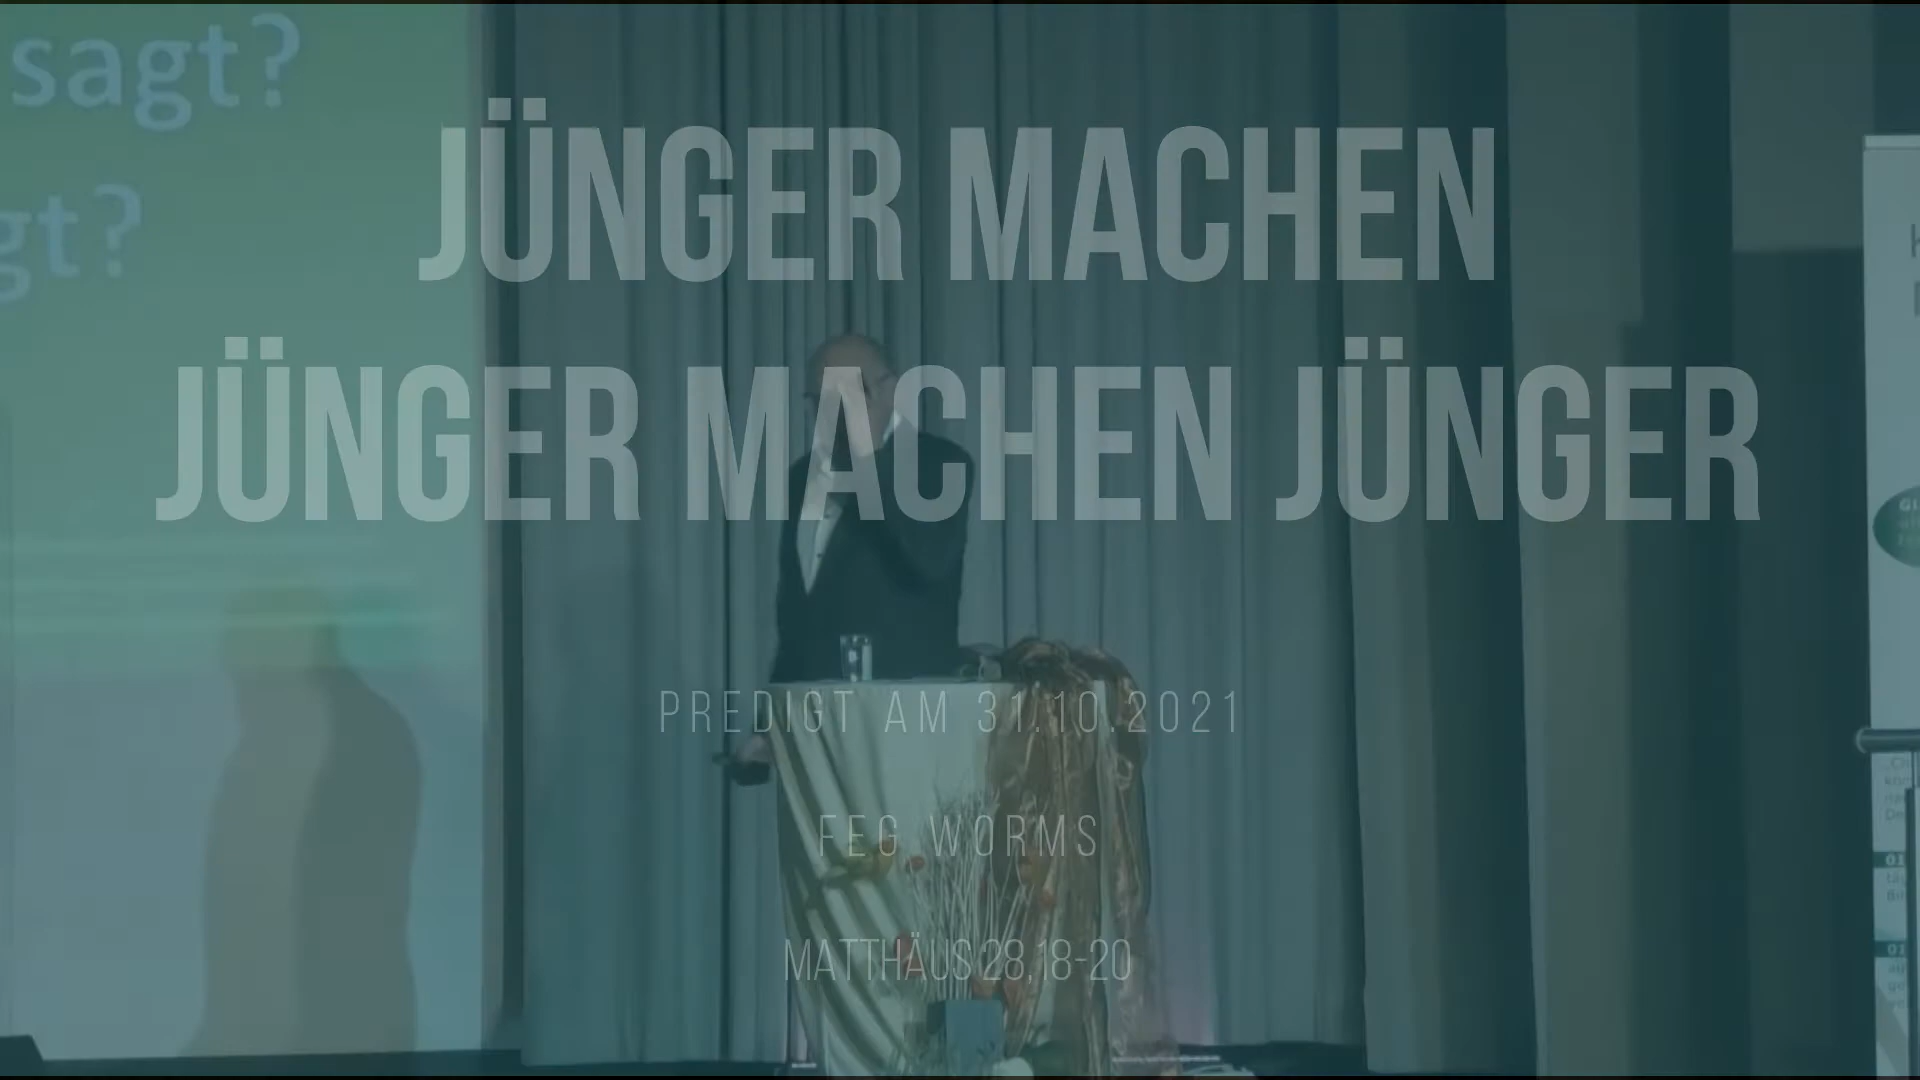 sagt?
gt?
JÜNGER MACHEN
JÜNGER MACHEN JÜNGER
PREDIGT AM 31.10.2021
FEG WORMS
MATTHÄUS 28,18-20